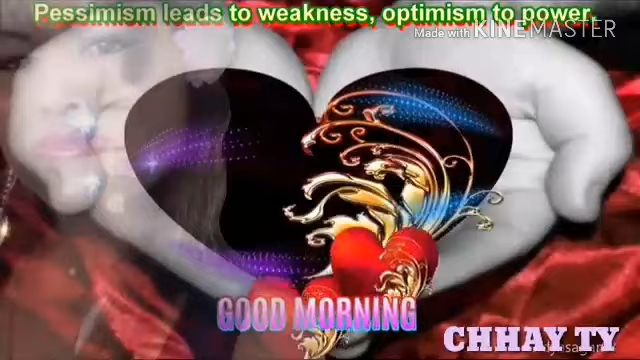 Pessimism leads to weakness, optimism to power.
Made with KINEMASTER
GOOD MORNING
CHHAY TY